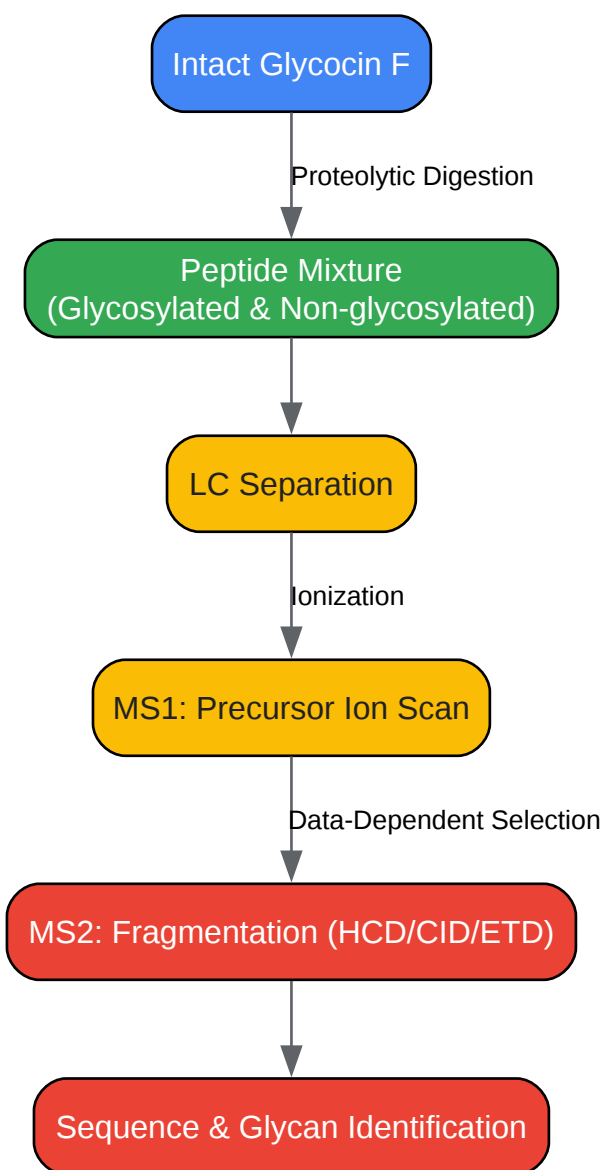 Intact Glycocin F
Proteolytic Digestion
Peptide Mixture
(Glycosylated & Non-glycosylated)
LC Separation
Ionization
MS1: Precursor Ion Scan
Data-Dependent Selection
MS2: Fragmentation (HCD/CID/ETD)
Sequence & Glycan Identification